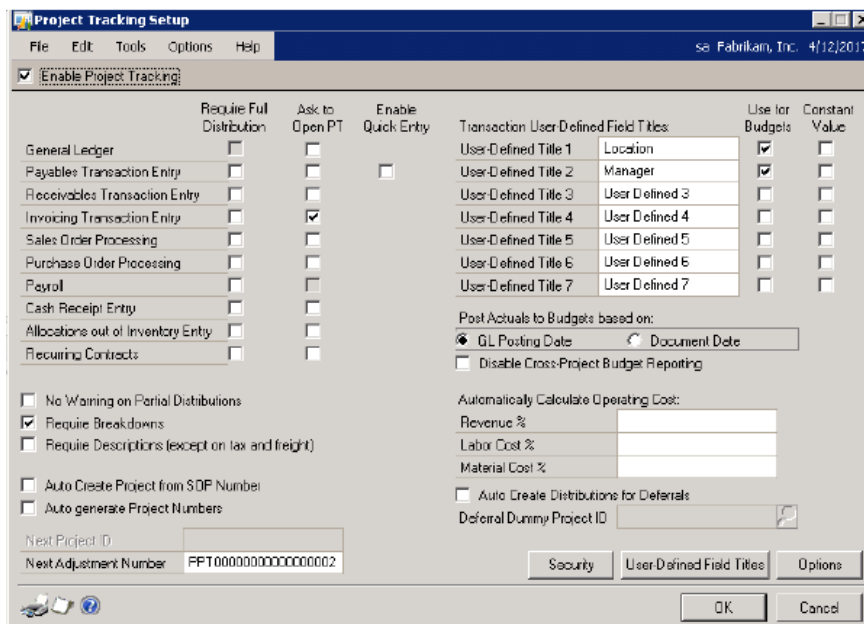 Project Tracking Setup
File Edit Tools Options Help
sa Fabrikam, Inc. 4/12/2017
Enable Project Tracking
Require Full Distribution
Ask to Open PT
Enable Quick Entry
General Ledger
Payables Transaction Entry
Receivables Transaction Entry
Invoicing Transaction Entry
Sales Order Processing
Purchase Order Processing
Payroll
Cash Receipt Entry
Allocations out of Inventory Entry
Recurring Contracts
No Warning on Partial Distributions
Require Breakdowns
Require Descriptions (except on tax and freight)
Auto Create Project from SOP Number
Auto generate Project Numbers
Next Project ID
Next Adjustment Number PPT00000000000000002
Transaction User-Defined Field Titles:
Use for Budgets
Constant Value
User-Defined Title 1 Location
User-Defined Title 2 Manager
User-Defined Title 3 User Defined 3
User-Defined Title 4 User Defined 4
User-Defined Title 5 User Defined 5
User-Defined Title 6 User Defined 6
User-Defined Title 7 User Defined 7
Post Actuals to Budgets based on:
GL Posting Date Document Date
Disable Cross-Project Budget Reporting
Automatically Calculate Operating Cost:
Revenue %
Labor Cost %
Material Cost %
Auto Create Distributions for Deferrals
Deferral Dummy Project ID
Security User-Defined Field Titles Options
OK Cancel